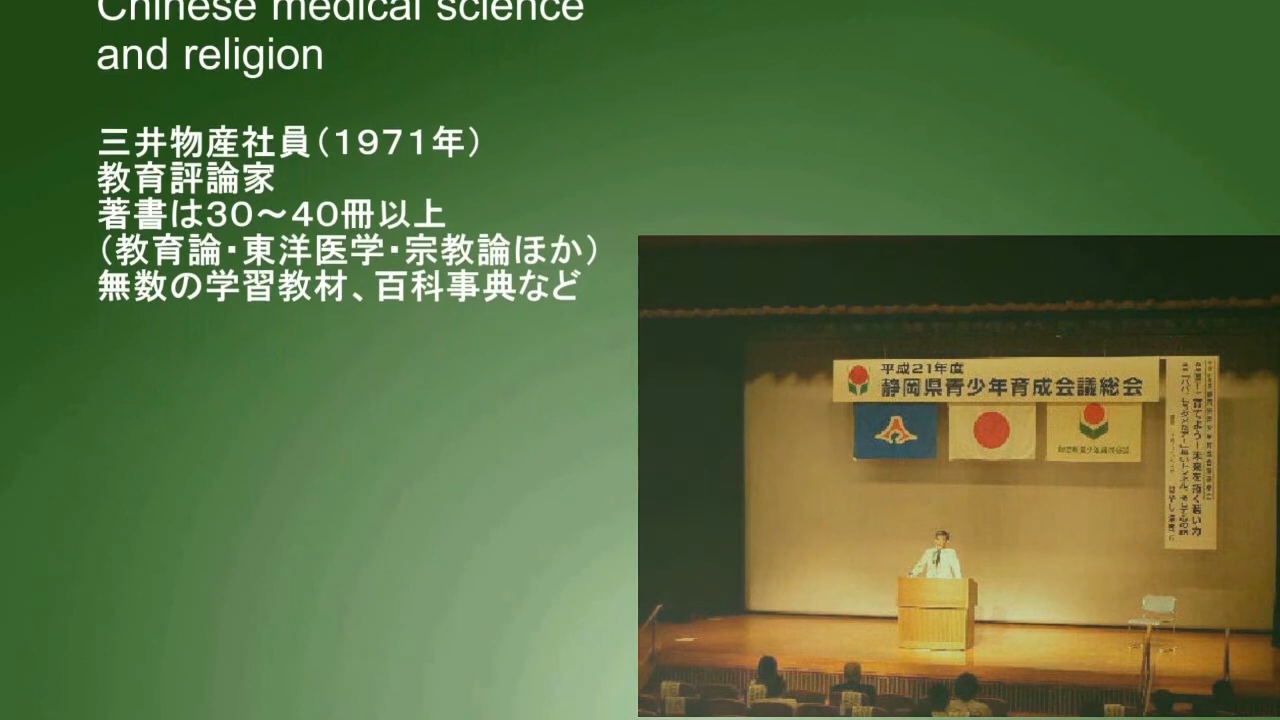 Chinese medical science
and religion
三井物産社員（１９７１年）
教育評論家
著書は３０～４０冊以上
（教育論・東洋医学・宗教論ほか）
無数の学習教材、百科事典など
平成21年度
静岡県青少年育成会議総会